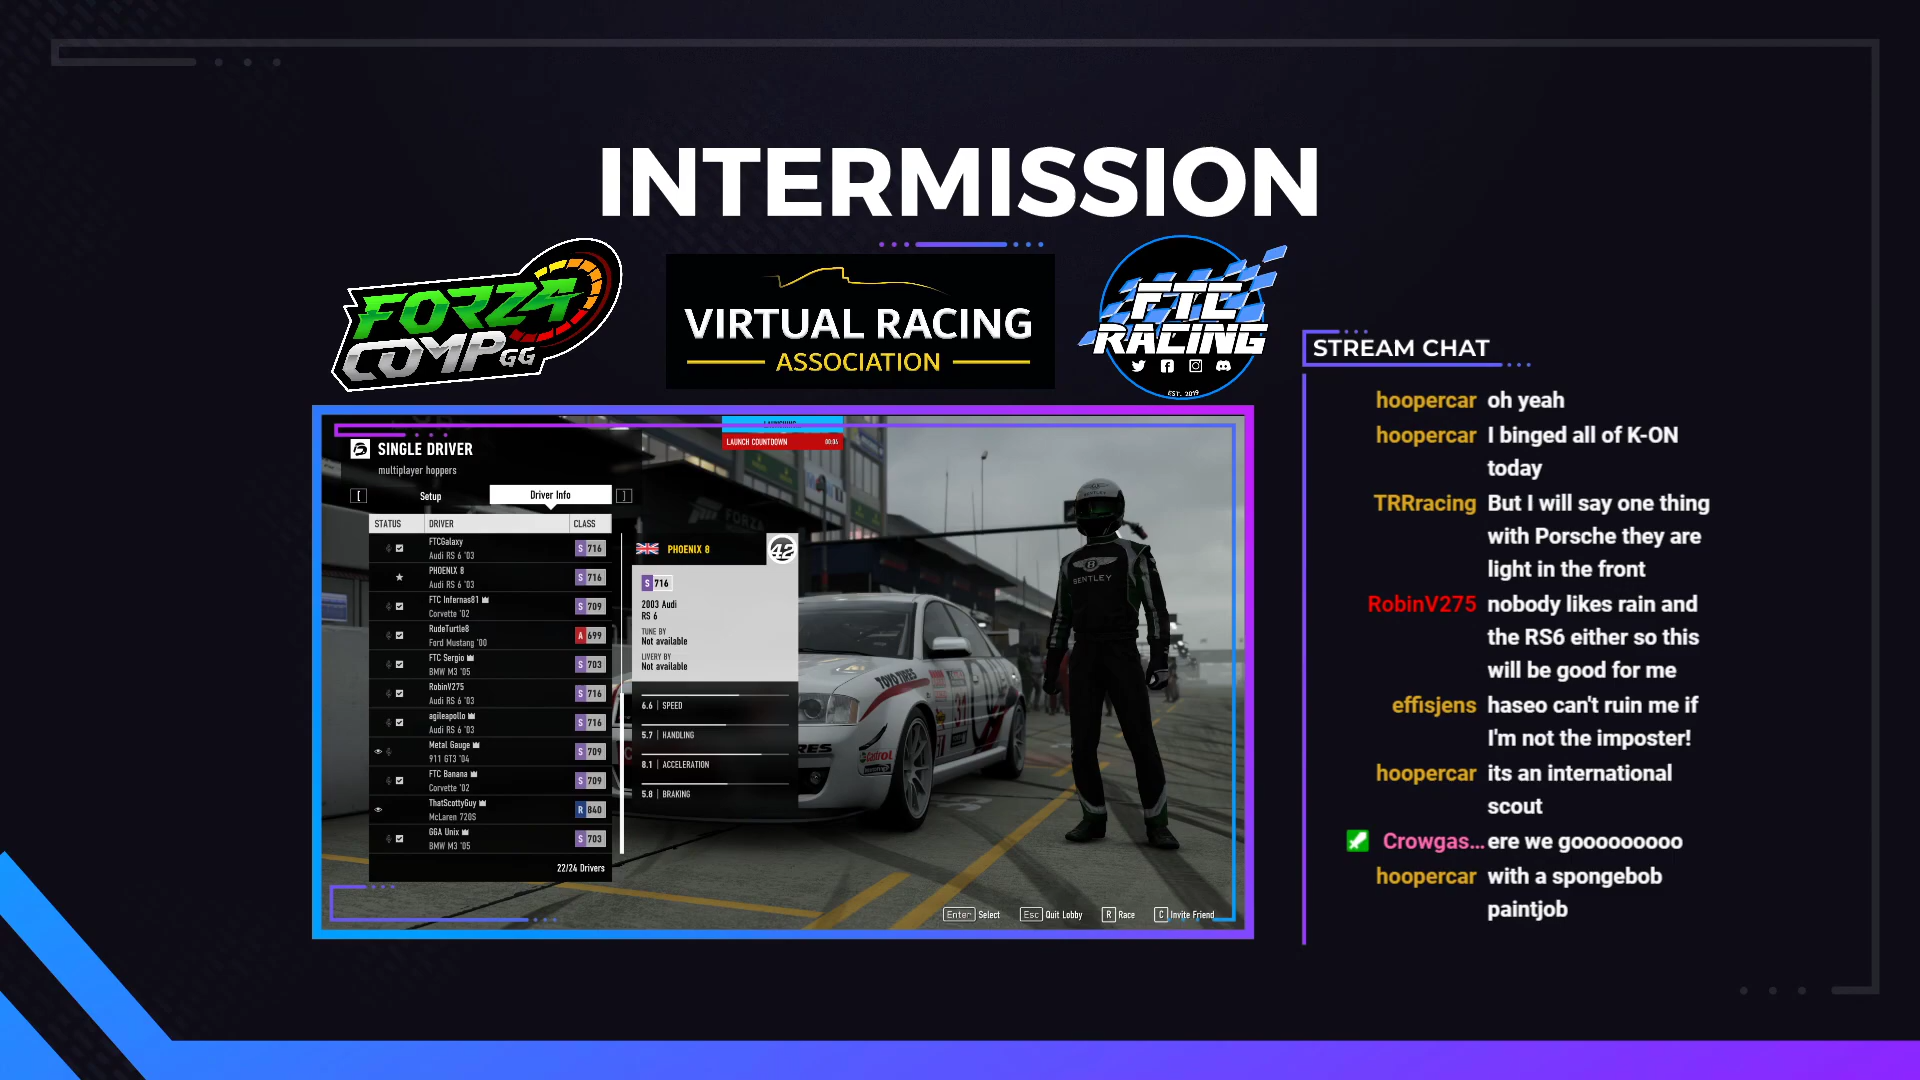 INTERMISSION
FORZA
COMP GG
VIRTUAL RACING
ASSOCIATION
FTC
RACING
EST. 2019
STREAM CHAT
hoopercar oh yeah
hoopercar I binged all of K-ON
today
TRRracing But I will say one thing
with Porsche they are
light in the front
RobinV275 nobody likes rain and
the RS6 either so this
will be good for me
effisjens haseo can't ruin me if
I'm not the imposter!
hoopercar its an international
scout
Crowgas... ere we gooooooooo
hoopercar with a spongebob
paintjob
LAUNCH COUNTDOWN 00:04
SINGLE DRIVER
multiplayer hoppers
[ Setup Driver Info ]
STATUS DRIVER CLASS
FTCGalaxy
Audi RS 6 '03 S 716
PHOENIX 8
Audi RS 6 '03 S 716
FTC Infernas81
Corvette '02 S 709
RudeTurtle8
Ford Mustang '00 A 699
FTC Sergio
BMW M3 '05 S 703
RobinV275
Audi RS 6 '03 S 716
agileapollo
Audi RS 6 '03 S 716
Metal Gauge
911 GT3 '04 S 709
FTC Banana
Corvette '02 S 709
ThatScottyGuy
McLaren 720S R 840
GGA Unix
BMW M3 '05 S 703
22/24 Drivers
PHOENIX 8 42
S 716
2003 Audi
RS 6
TUNE BY
Not available
LIVERY BY
Not available
6.6 | SPEED
5.7 | HANDLING
8.1 | ACCELERATION
5.8 | BRAKING
FORZA
BENTLEY
BENTLEY
TOYO TIRES
31
Castrol
Enter Select Esc Quit Lobby R Race C Invite Friend